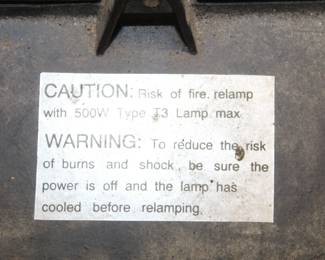 CAUTION: Risk of fire. relamp
with 500W Type T3 Lamp max
WARNING: To reduce the risk
of burns and shock, be sure the
power is off and the lamp has
cooled before relamping.